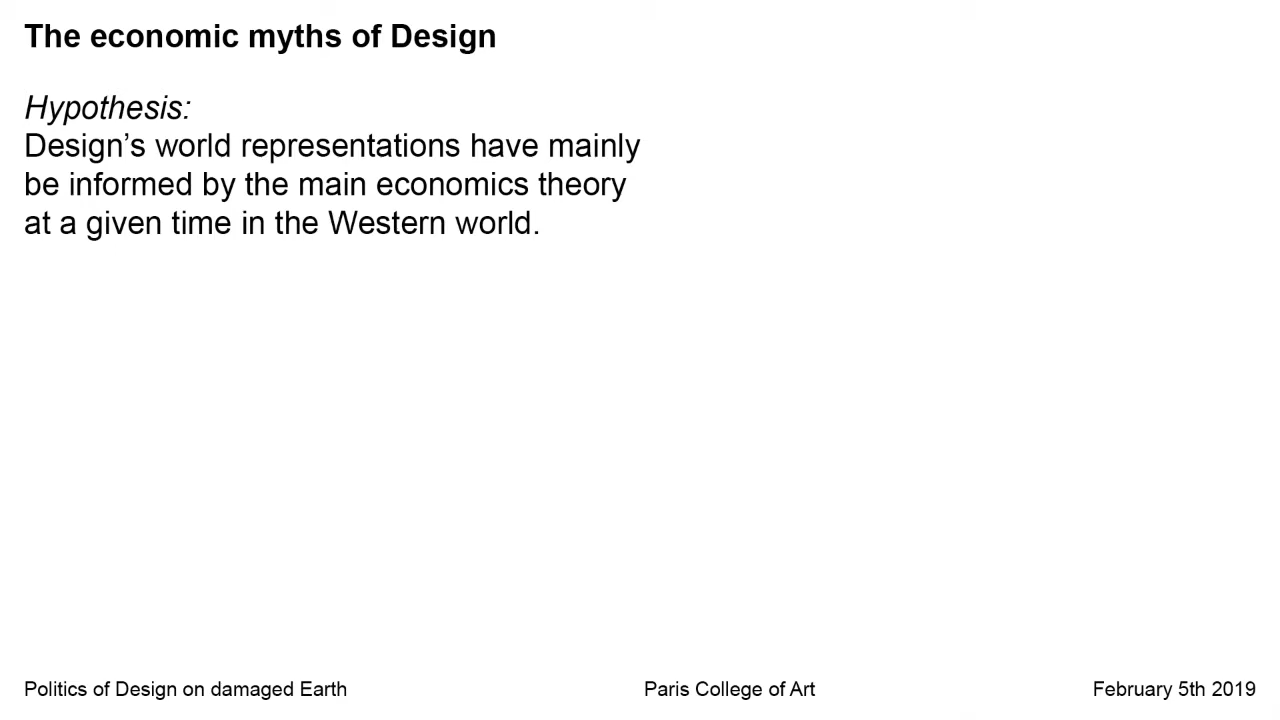 The economic myths of Design
Hypothesis:
Design’s world representations have mainly
be informed by the main economics theory
at a given time in the Western world.
Politics of Design on damaged Earth
Paris College of Art
February 5th 2019